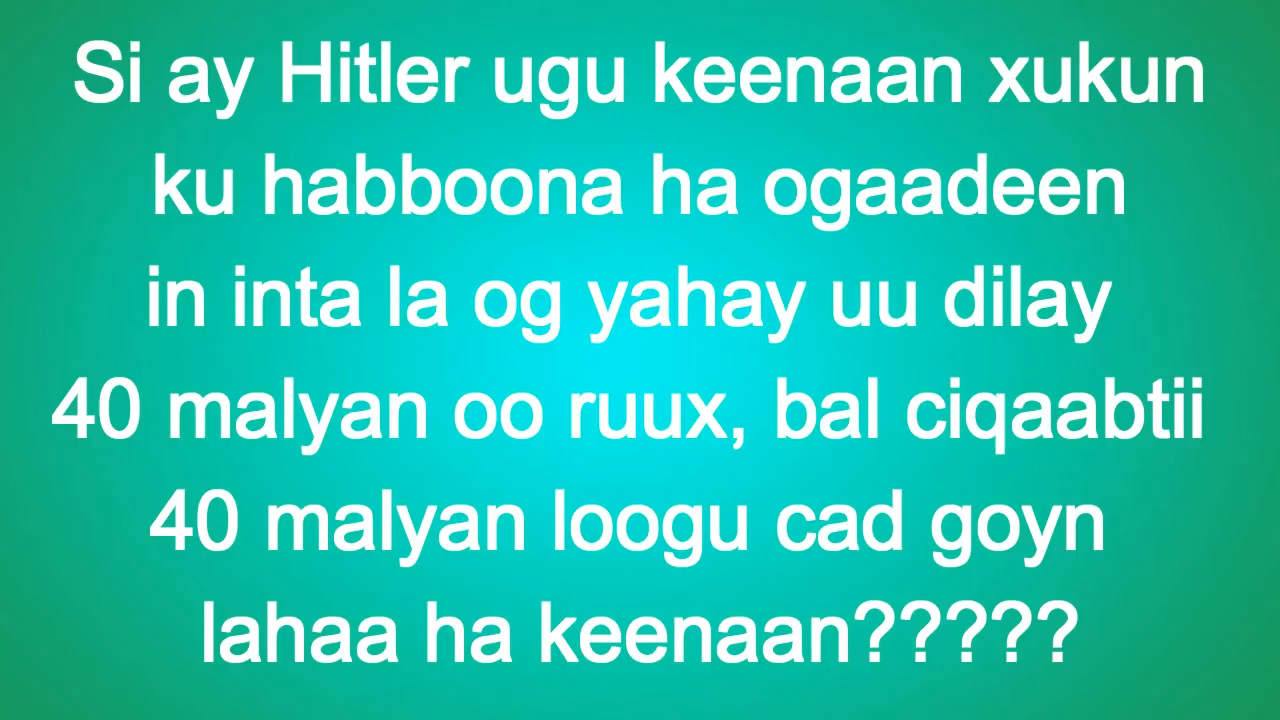 Si ay Hitler ugu keenaan xukun
ku habboona ha ogaadeen
in inta la og yahay uu dilay
40 malyan oo ruux, bal ciqaabtii
40 malyan loogu cad goyn
lahaa ha keenaan?????